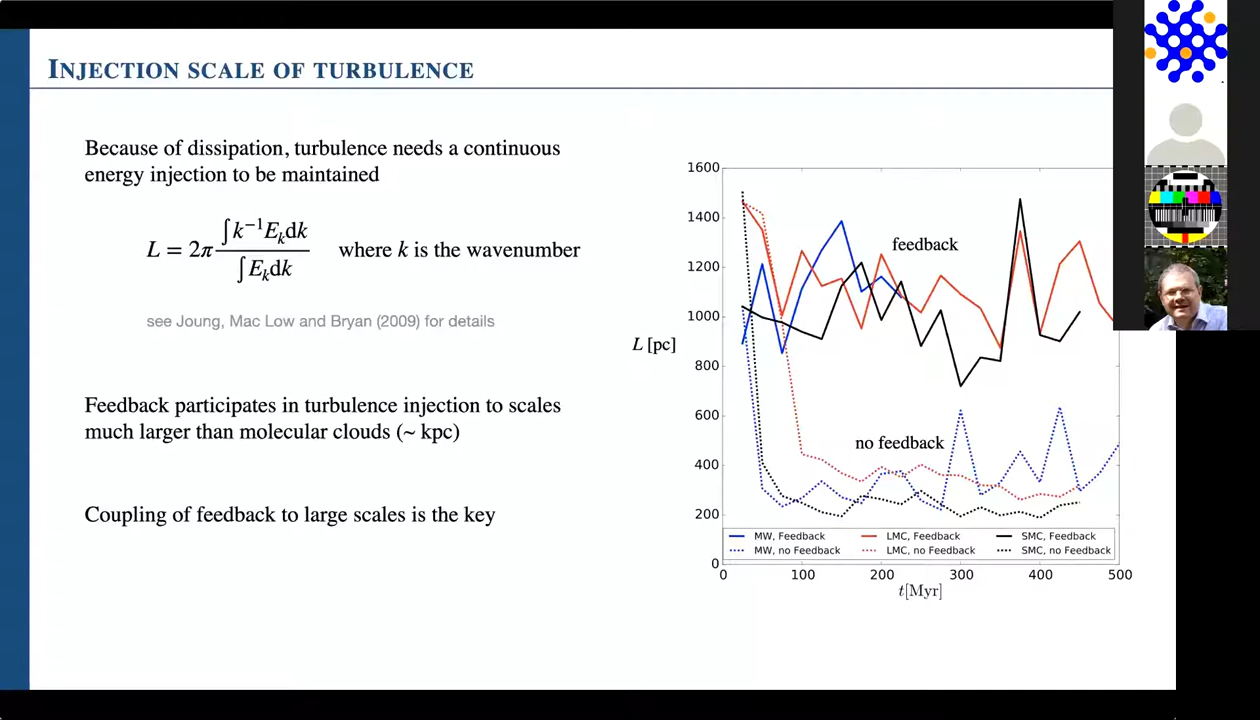 INJECTION SCALE OF TURBULENCE
Because of dissipation, turbulence needs a continuous
energy injection to be maintained
L = 2π ∫k⁻¹Eₖdk / ∫Eₖdk where k is the wavenumber
see Joung, Mac Low and Bryan (2009) for details
Feedback participates in turbulence injection to scales
much larger than molecular clouds (~ kpc)
Coupling of feedback to large scales is the key
1600
1400
1200
1000
800
600
400
200
0
L [pc]
feedback
no feedback
MW, Feedback LMC, Feedback SMC, Feedback
MW, no Feedback LMC, no Feedback SMC, no Feedback
0 100 200 300 400 500
t[Myr]